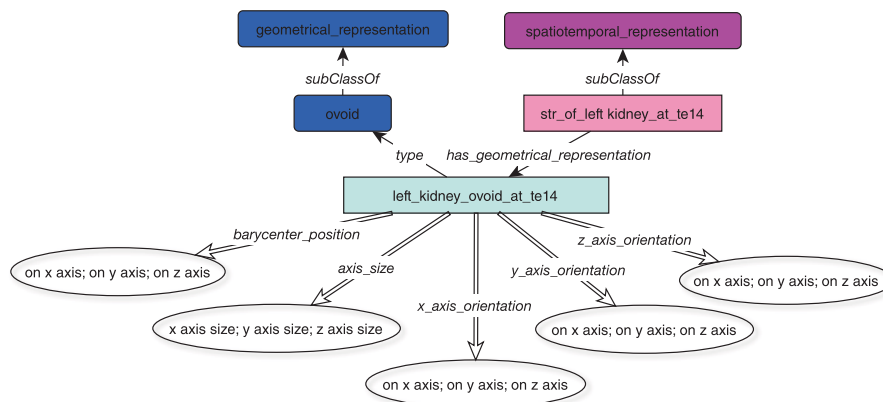 geometrical_representation
spatiotemporal_representation
subClassOf
subClassOf
ovoid
str_of_left kidney_at_te14
type
has_geometrical_representation
left_kidney_ovoid_at_te14
barycenter_position
z_axis_orientation
axis_size
y_axis_orientation
on x axis; on y axis; on z axis
on x axis; on y axis; on z axis
x_axis_orientation
x axis size; y axis size; z axis size
on x axis; on y axis; on z axis
on x axis; on y axis; on z axis